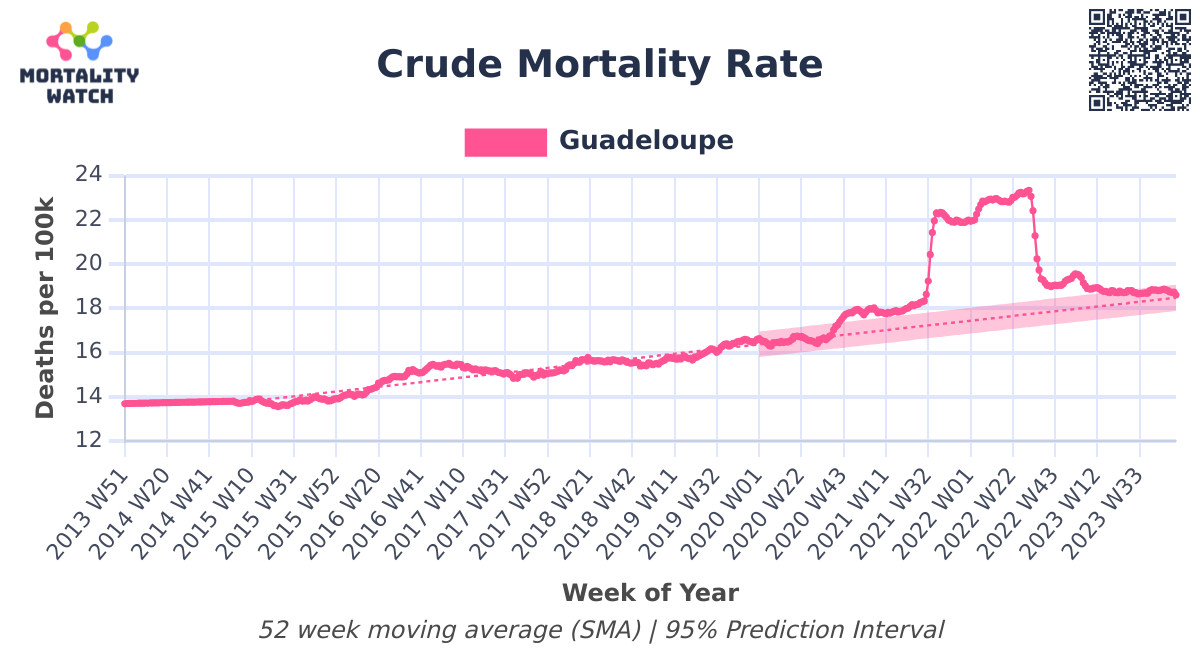 MORTALITY
WATCH
Crude Mortality Rate
Guadeloupe
Deaths per 100k
24
22
20
18
16
14
12
2013 W51
2014 W20
2014 W41
2015 W10
2015 W31
2015 W52
2016 W20
2016 W41
2017 W10
2017 W31
2017 W52
2018 W21
2018 W42
2019 W11
2019 W32
2020 W01
2020 W22
2020 W43
2021 W11
2021 W32
2022 W01
2022 W22
2022 W43
2023 W12
2023 W33
Week of Year
52 week moving average (SMA) | 95% Prediction Interval